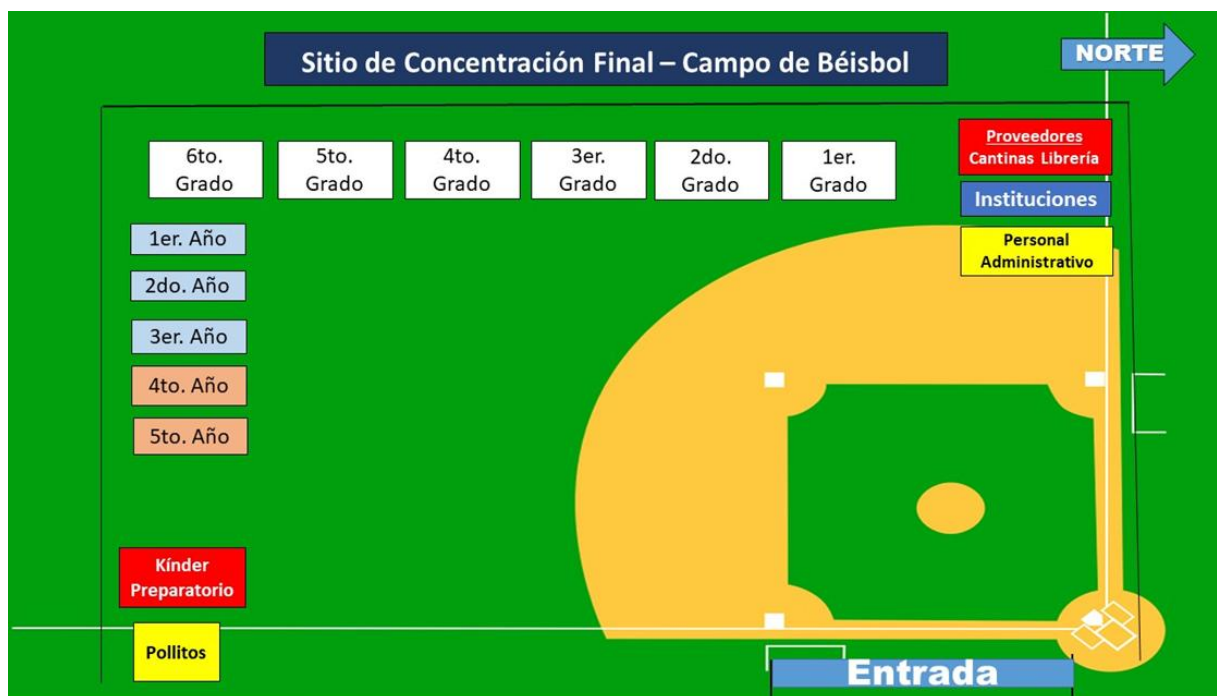 Sitio de Concentración Final – Campo de Béisbol
NORTE
6to.
Grado
5to.
Grado
4to.
Grado
3er.
Grado
2do.
Grado
1er.
Grado
Proveedores
Cantinas Librería
Instituciones
Personal
Administrativo
1er. Año
2do. Año
3er. Año
4to. Año
5to. Año
Kínder
Preparatorio
Pollitos
Entrada